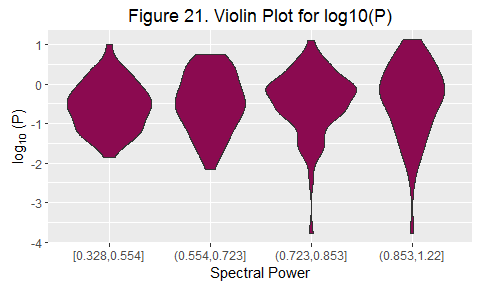 Figure 21. Violin Plot for log10(P)
1
0
-1
-2
-3
-4
log₁₀ (P)
[0.328,0.554] (0.554,0.723] (0.723,0.853] (0.853,1.22]
Spectral Power